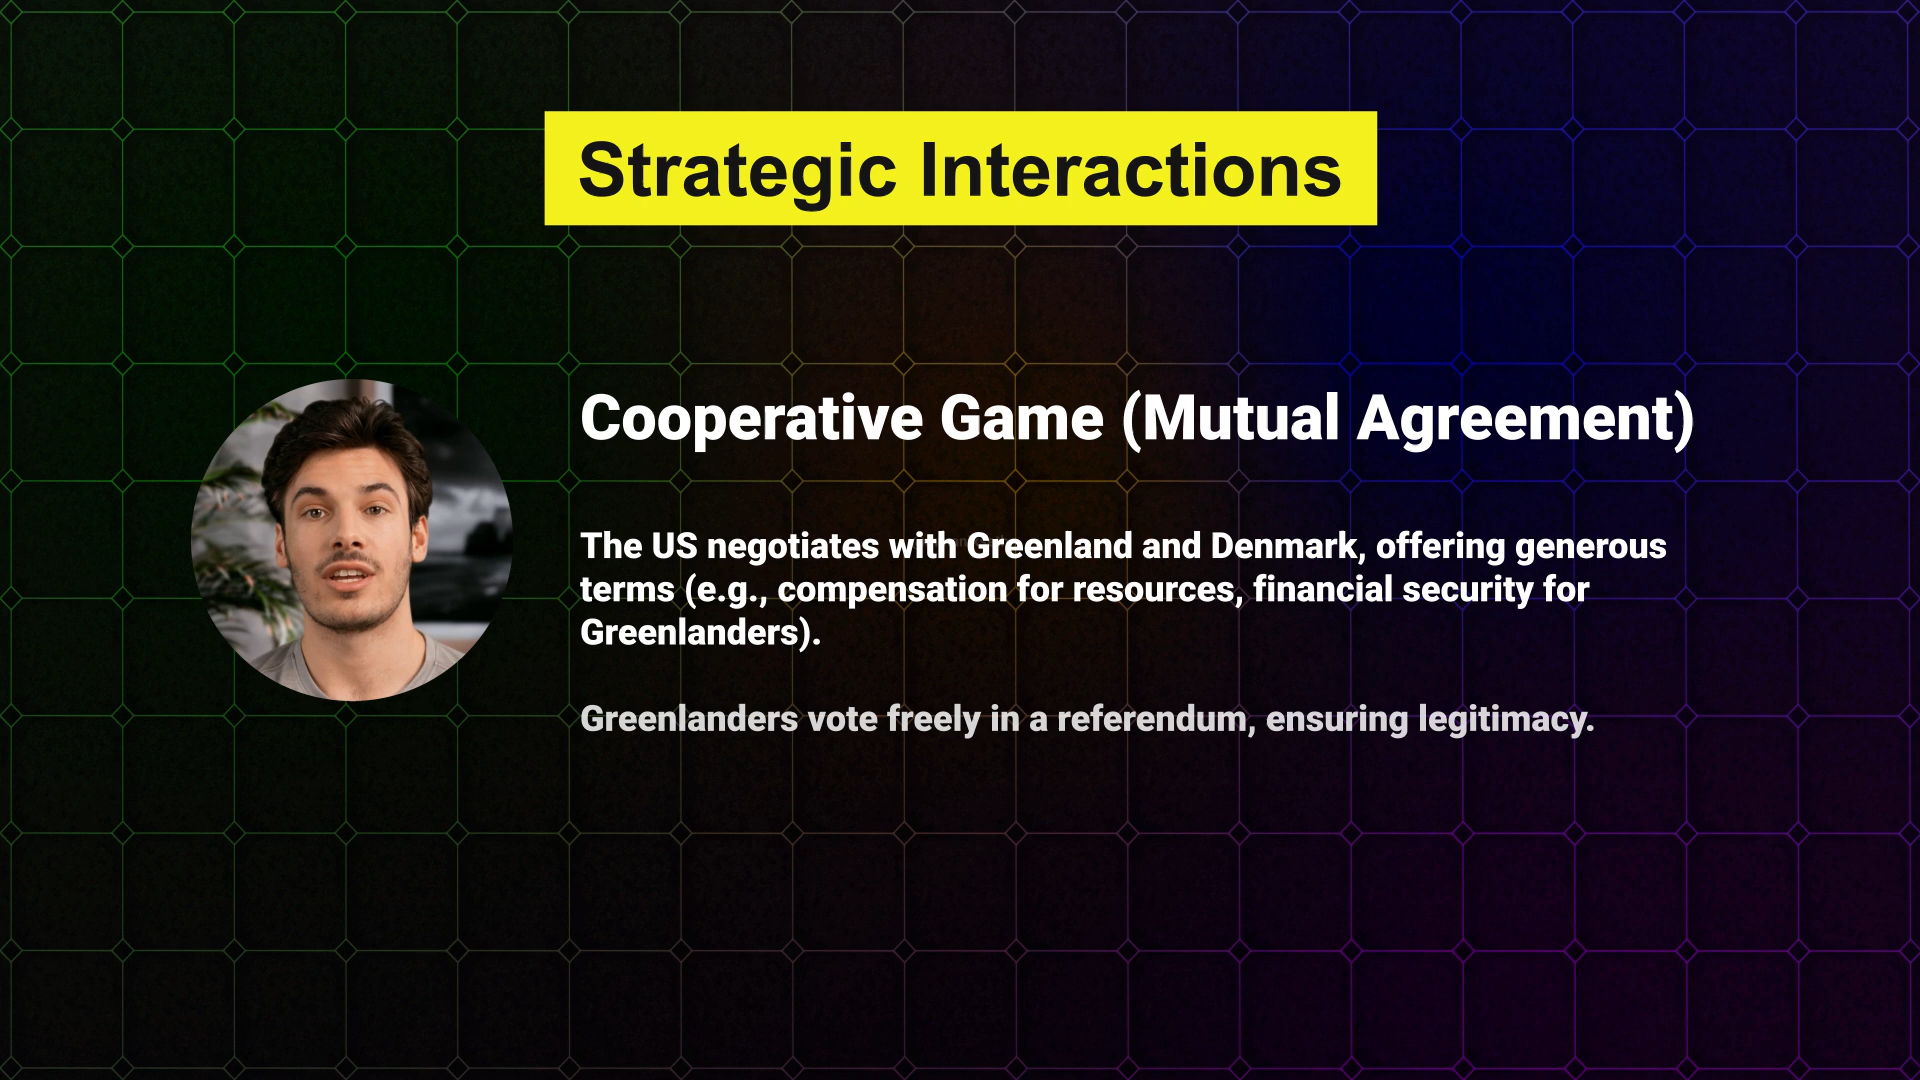 Strategic Interactions
Cooperative Game (Mutual Agreement)
The US negotiates with Greenland and Denmark, offering generous
terms (e.g., compensation for resources, financial security for
Greenlanders).
Greenlanders vote freely in a referendum, ensuring legitimacy.